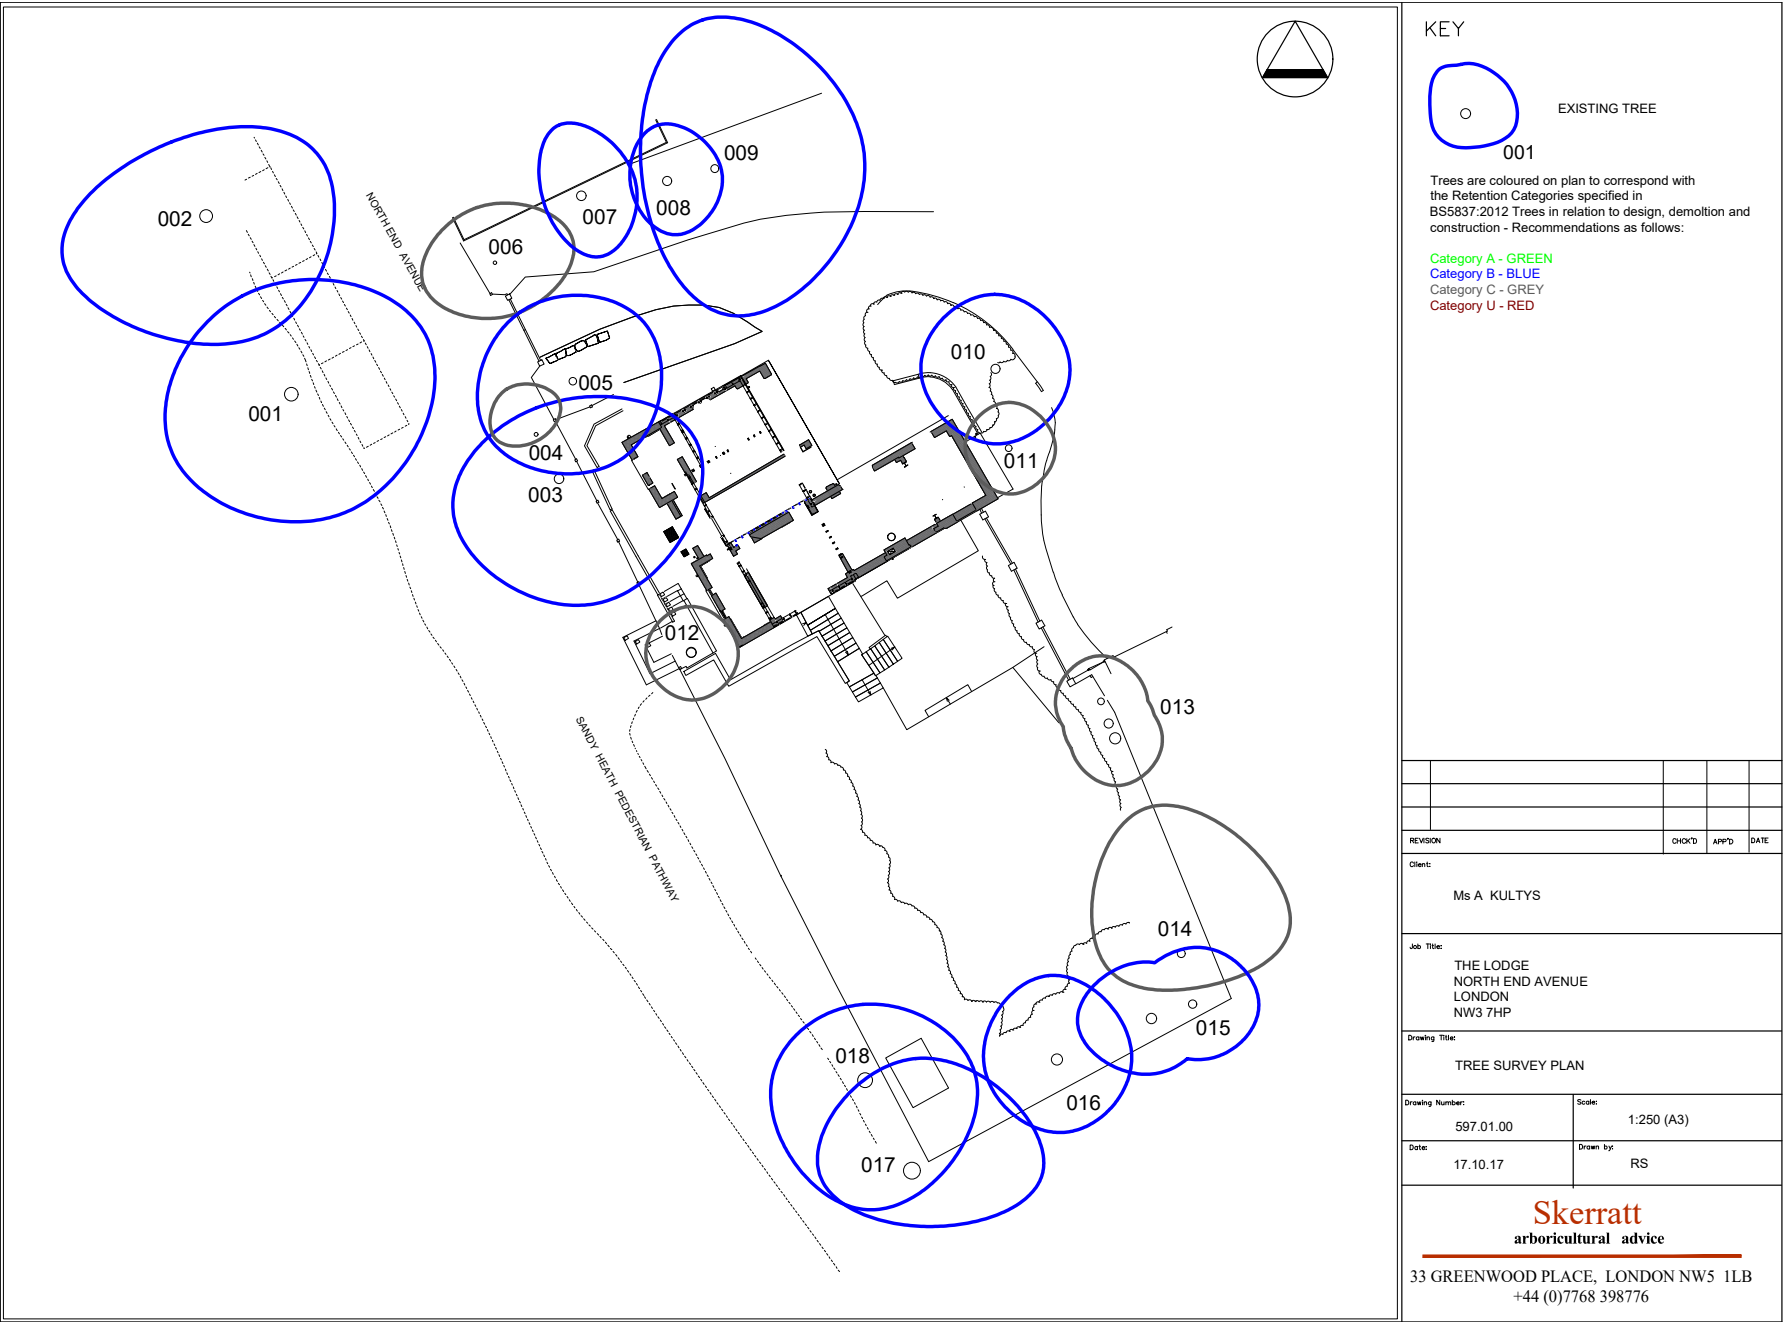 KEY
EXISTING TREE
001
Trees are coloured on plan to correspond with
the Retention Categories specified in
BS5837:2012 Trees in relation to design, demoltion and
construction - Recommendations as follows:
Category A - GREEN
Category B - BLUE
Category C - GREY
Category U - RED
002
001
NORTH END AVENUE
006
007
008
009
005
004
003
010
011
012
013
SANDY HEATH PEDESTRIAN PATHWAY
014
015
016
018
017
REVISION CHCK'D APP'D DATE
Client:
Ms A KULTYS
Job Title:
THE LODGE
NORTH END AVENUE
LONDON
NW3 7HP
Drawing Title:
TREE SURVEY PLAN
Drawing Number:
597.01.00
Scale:
1:250 (A3)
Date:
17.10.17
Drawn by:
RS
Skerratt
arboricultural advice
33 GREENWOOD PLACE, LONDON NW5 1LB
+44 (0)7768 398776